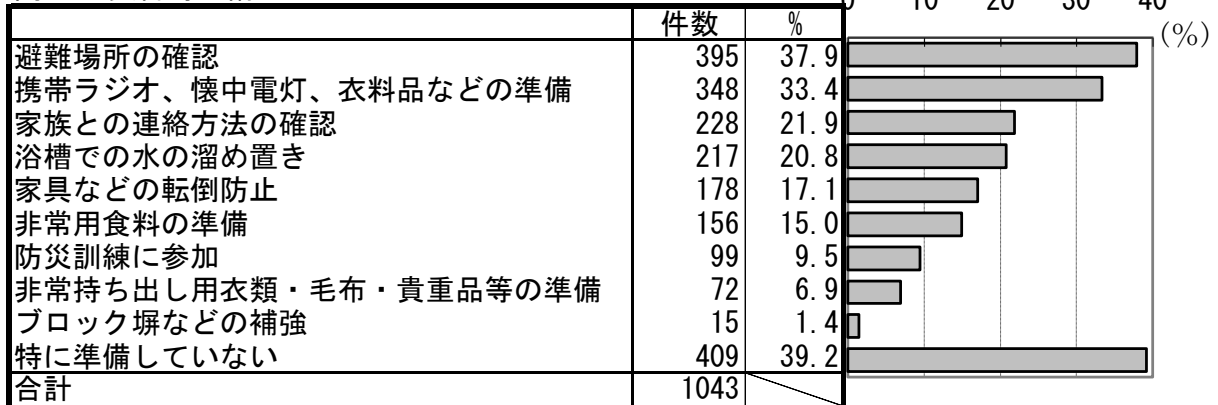 0 10 20 30 40
件数 %
(%)
避難場所の確認 395 37.9
携帯ラジオ、懐中電灯、衣料品などの準備 348 33.4
家族との連絡方法の確認 228 21.9
浴槽での水の溜め置き 217 20.8
家具などの転倒防止 178 17.1
非常用食料の準備 156 15.0
防災訓練に参加 99 9.5
非常持ち出し用衣類・毛布・貴重品等の準備 72 6.9
ブロック塀などの補強 15 1.4
特に準備していない 409 39.2
合計 1043